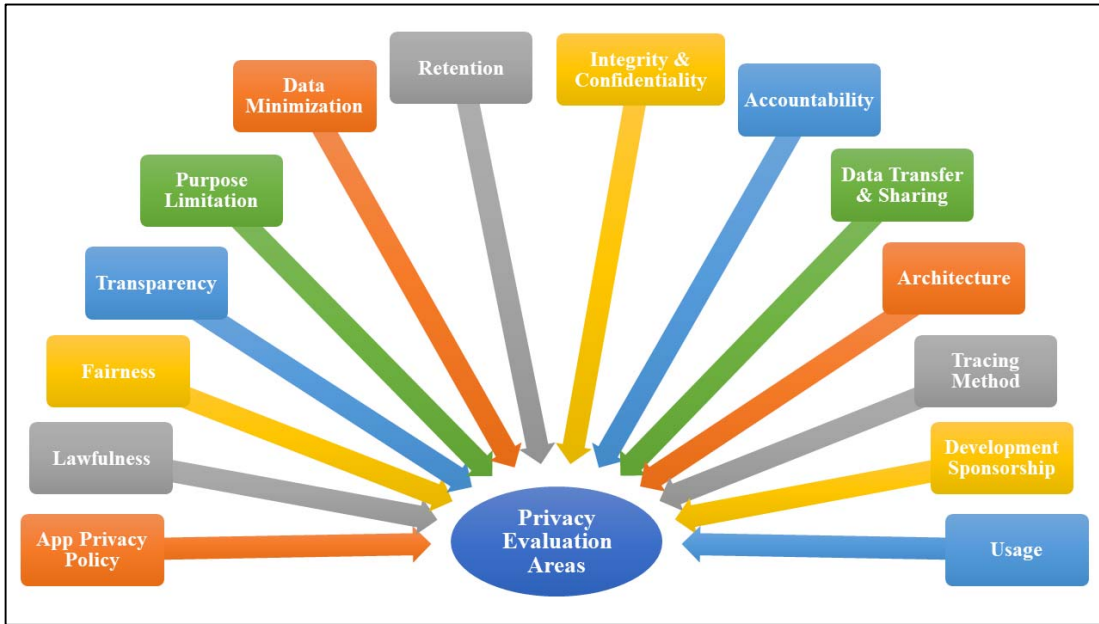 Retention
Integrity &
Confidentiality
Data
Minimization
Accountability
Purpose
Limitation
Data Transfer
& Sharing
Transparency
Architecture
Fairness
Tracing
Method
Lawfulness
Development
Sponsorship
App Privacy
Policy
Privacy
Evaluation
Areas
Usage